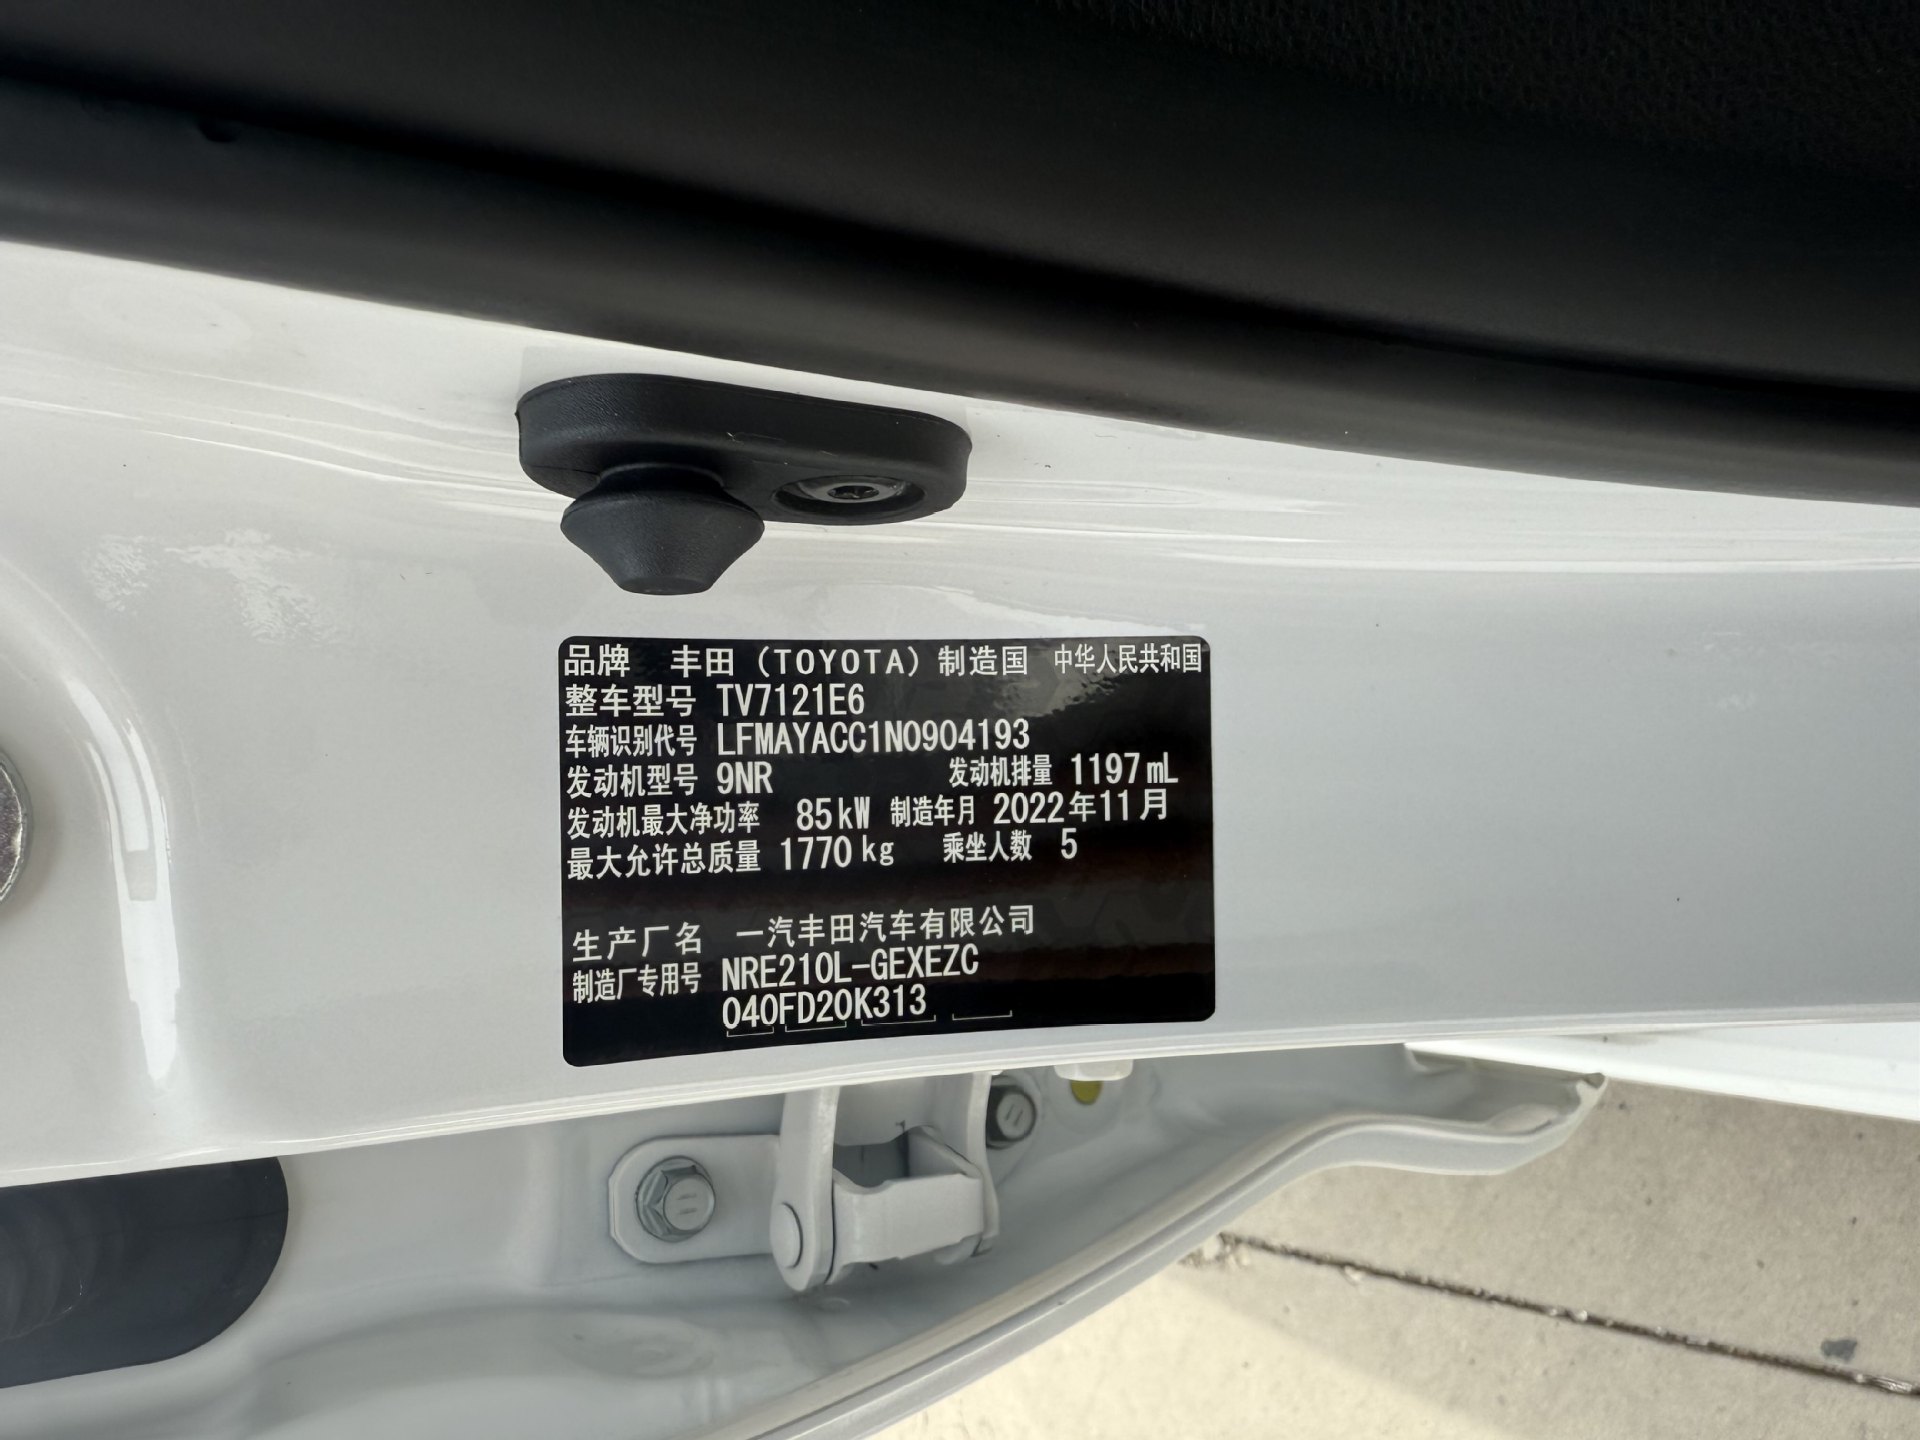 品牌 丰田（TOYOTA）制造国 中华人民共和国
整车型号 TV7121E6
车辆识别代号 LFMAYACC1N0904193
发动机型号 9NR 发动机排量 1197mL
发动机最大净功率 85kW 制造年月 2022年11月
最大允许总质量 1770kg 乘坐人数 5
生产厂名 一汽丰田汽车有限公司
制造厂专用号 NRE210L-GEXEZC
040FD20K313